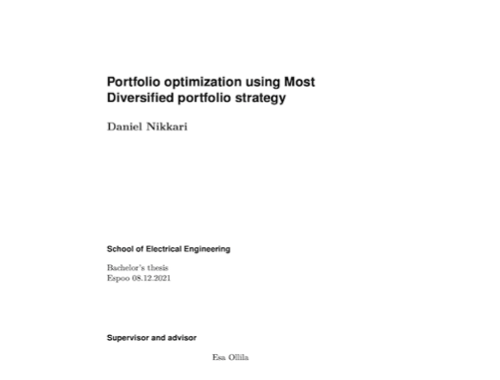 Portfolio optimization using Most
Diversified portfolio strategy
Daniel Nikkari
School of Electrical Engineering
Bachelor's thesis
Espoo 08.12.2021
Supervisor and advisor
Esa Ollila